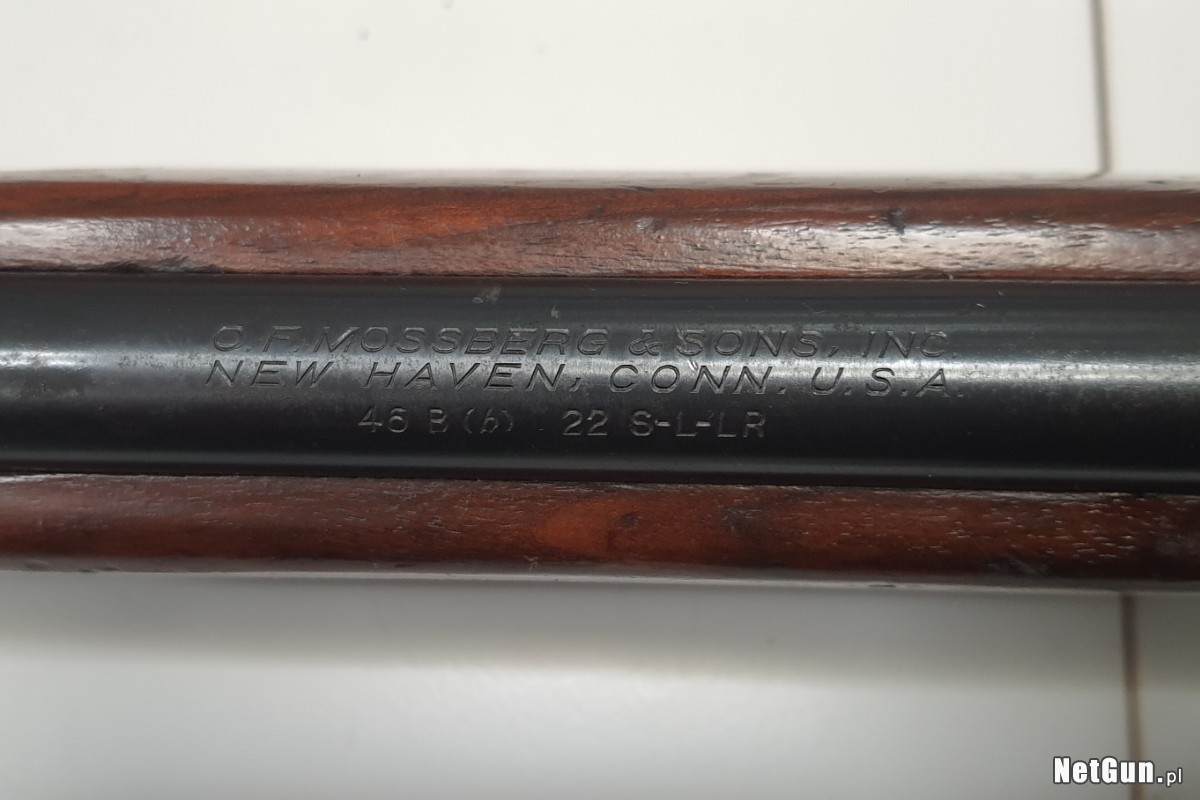 O.F. MOSSBERG & SONS, INC.
NEW HAVEN, CONN. U.S.A.
46 B (b) 22 S-L-LR
NetGun.pl